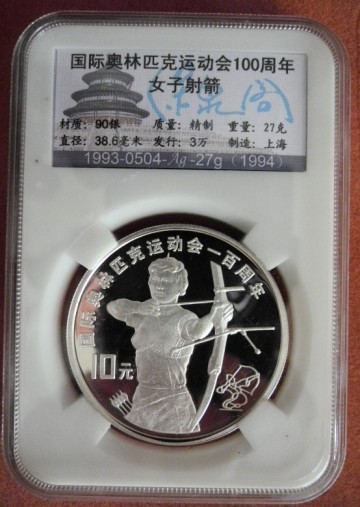 国际奥林匹克运动会100周年
女子射箭
材质：90银 质量：精制 重量：27克
直径：38.6毫米 发行：3万 制造：上海
1993-0504-Ag-27g（1994）
国际奥林匹克运动会一百周年
10元